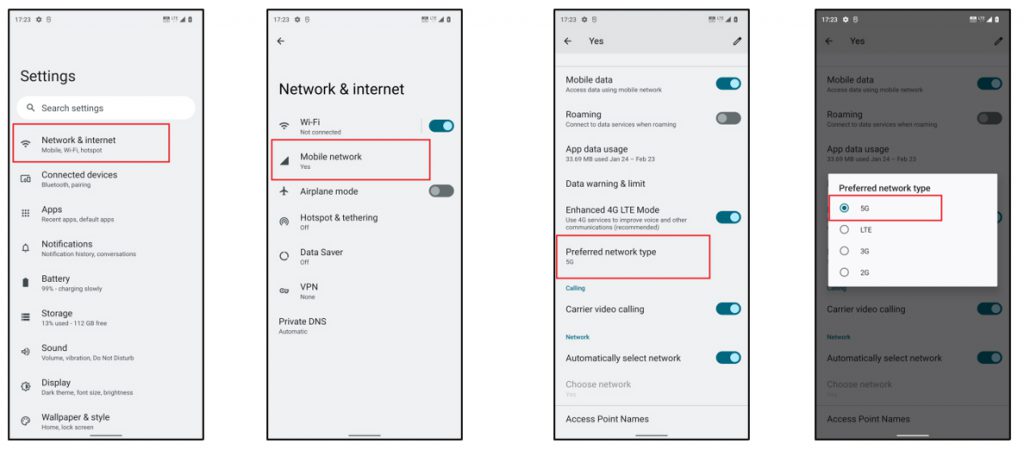 17:23
LTE
Settings
Search settings
Network & internet
Mobile, Wi-Fi, hotspot
Connected devices
Bluetooth, pairing
Apps
Recent apps, default apps
Notifications
Notification history, conversations
Battery
99% - charging slowly
Storage
13% used - 112 GB free
Sound
Volume, vibration, Do Not Disturb
Display
Dark theme, font size, brightness
Wallpaper & style
Home, lock screen
17:23
LTE
Network & internet
Wi-Fi
Not connected
Mobile network
Yes
Airplane mode
Hotspot & tethering
Off
Data Saver
Off
VPN
None
Private DNS
Automatic
17:23
LTE
Yes
Mobile data
Access data using mobile network
Roaming
Connect to data services when roaming
App data usage
33.69 MB used Jan 24 – Feb 23
Data warning & limit
Enhanced 4G LTE Mode
Use 4G services to improve voice and other
communications (recommended)
Preferred network type
5G
Calling
Carrier video calling
Network
Automatically select network
Choose network
Yes
Access Point Names
17:23
LTE
Yes
Mobile data
Access data using mobile network
Roaming
Connect to data services when roaming
App data usage
33.69 MB used Jan 24 – Feb 23
Preferred network type
5G
LTE
3G
2G
Calling
Carrier video calling
Network
Automatically select network
Choose network
Yes
Access Point Names